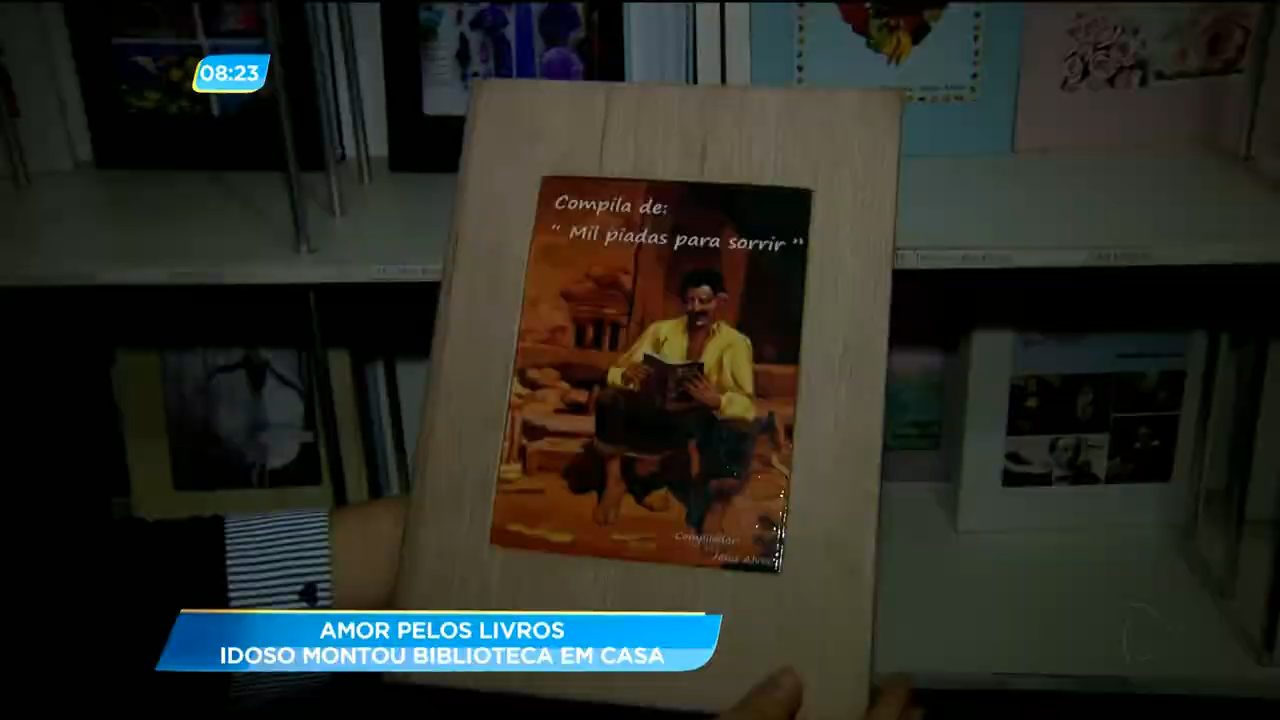 08:23
Compila de:
" Mil piadas para sorrir "
Compilador
Jesus Alves
AMOR PELOS LIVROS
IDOSO MONTOU BIBLIOTECA EM CASA